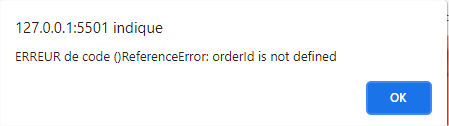 127.0.0.1:5501 indique
ERREUR de code ()ReferenceError: orderId is not defined
OK